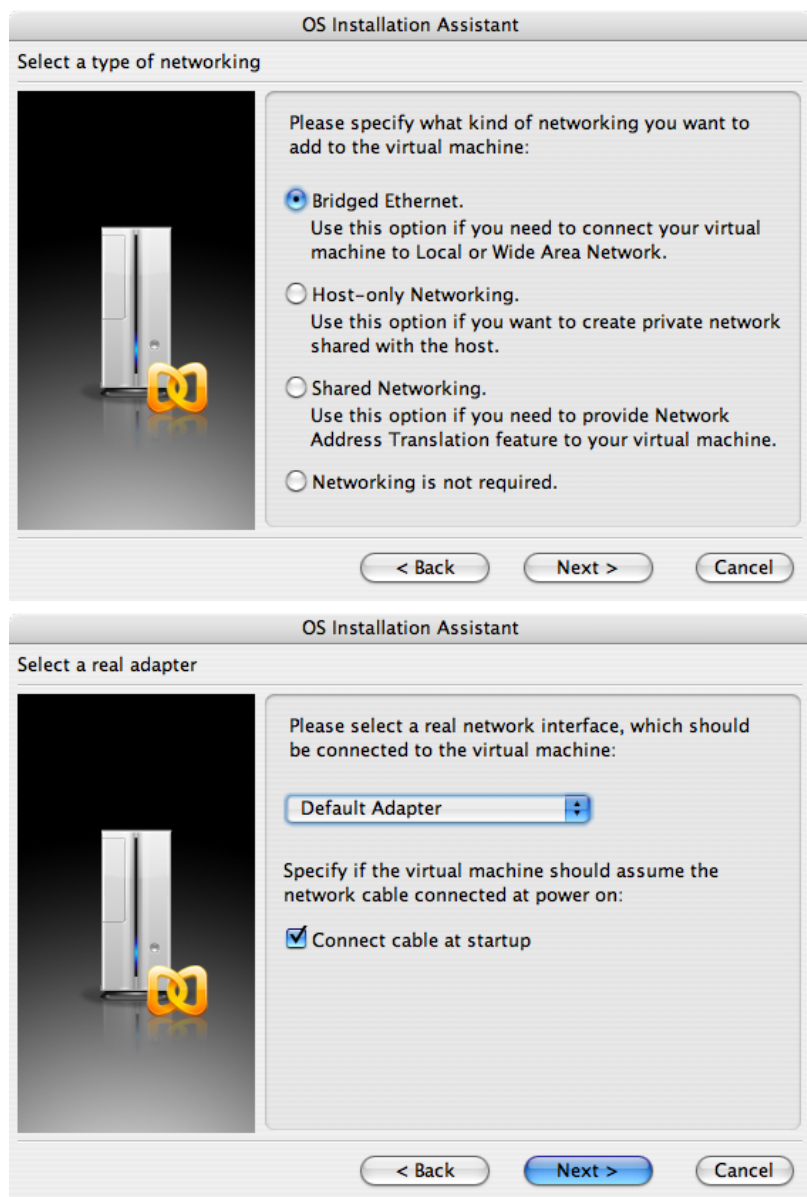 OS Installation Assistant
Select a type of networking
Please specify what kind of networking you want to
add to the virtual machine:
Bridged Ethernet.
Use this option if you need to connect your virtual
machine to Local or Wide Area Network.
Host-only Networking.
Use this option if you want to create private network
shared with the host.
Shared Networking.
Use this option if you need to provide Network
Address Translation feature to your virtual machine.
Networking is not required.
< Back
Next >
Cancel
OS Installation Assistant
Select a real adapter
Please select a real network interface, which should
be connected to the virtual machine:
Default Adapter
Specify if the virtual machine should assume the
network cable connected at power on:
Connect cable at startup
< Back
Next >
Cancel